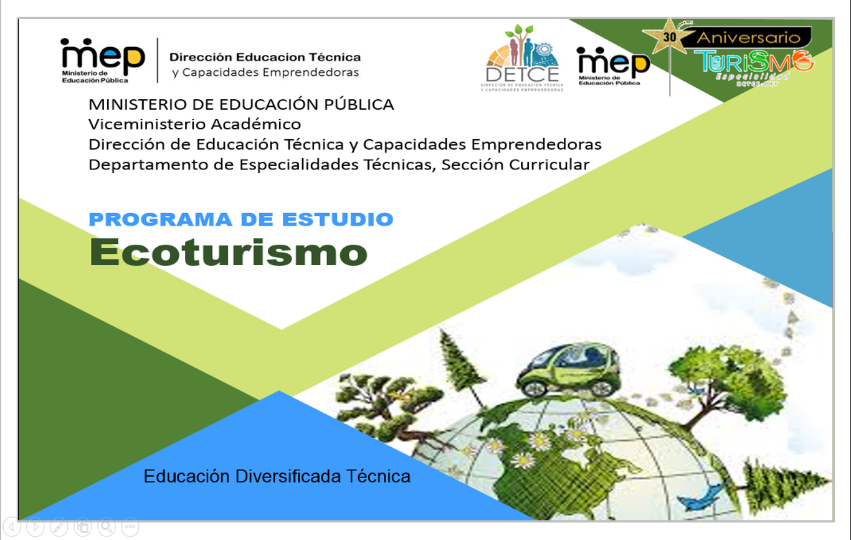 mep
Ministerio de
Educación Pública
Dirección Educacion Técnica
y Capacidades Emprendedoras
DETCE
DIRECCIÓN DE EDUCACIÓN TÉCNICA
Y CAPACIDADES EMPRENDEDORAS
mep
Ministerio de
Educación Pública
30 Aniversario
TURISMO
Especialidad
MINISTERIO DE EDUCACIÓN PÚBLICA
Viceministerio Académico
Dirección de Educación Técnica y Capacidades Emprendedoras
Departamento de Especialidades Técnicas, Sección Curricular
PROGRAMA DE ESTUDIO
Ecoturismo
Educación Diversificada Técnica